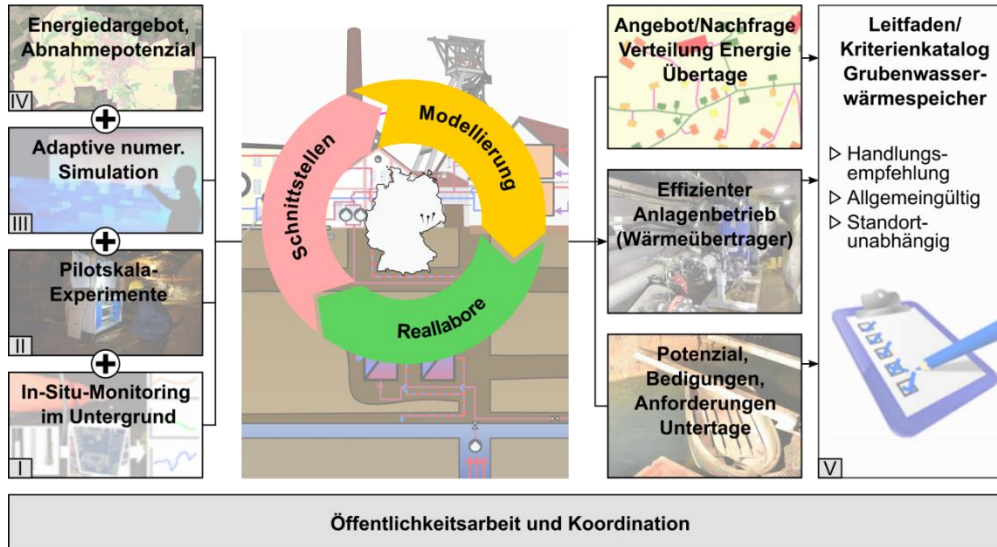 Energiedargebot,
Abnahmepotenzial
IV
Adaptive numer.
Simulation
III
Pilotskala-
Experimente
II
In-Situ-Monitoring
im Untergrund
I
Schnittstellen
Modellierung
Reallabore
Angebot/Nachfrage
Verteilung Energie
Übertage
Effizienter
Anlagenbetrieb
(Wärmeübertrager)
Potenzial,
Bedigungen,
Anforderungen
Untertage
Leitfaden/
Kriterienkatalog
Grubenwasser-
wärmespeicher
Handlungs-
empfehlung
Allgemeingültig
Standort-
unabhängig
V
Öffentlichkeitsarbeit und Koordination